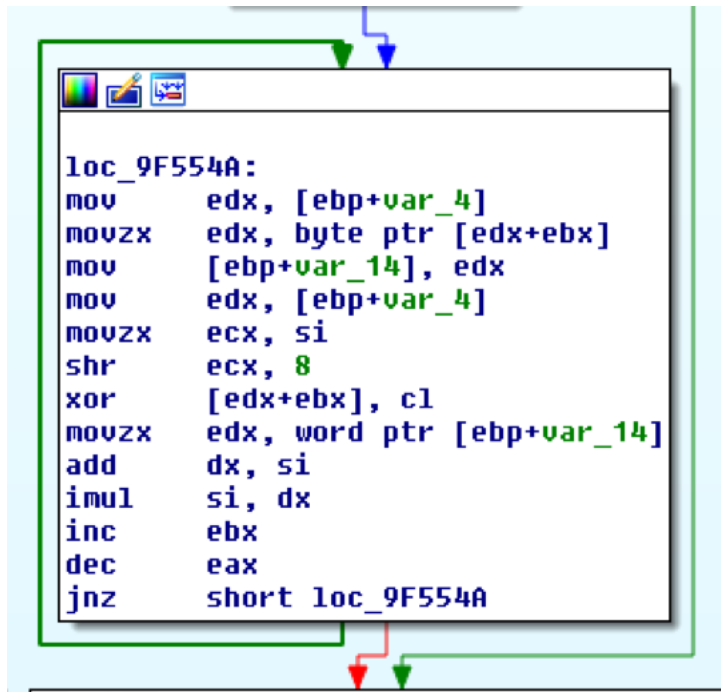 loc_9F554A:
mov edx, [ebp+var_4]
movzx edx, byte ptr [edx+ebx]
mov [ebp+var_14], edx
mov edx, [ebp+var_4]
movzx ecx, si
shr ecx, 8
xor [edx+ebx], cl
movzx edx, word ptr [ebp+var_14]
add dx, si
imul si, dx
inc ebx
dec eax
jnz short loc_9F554A